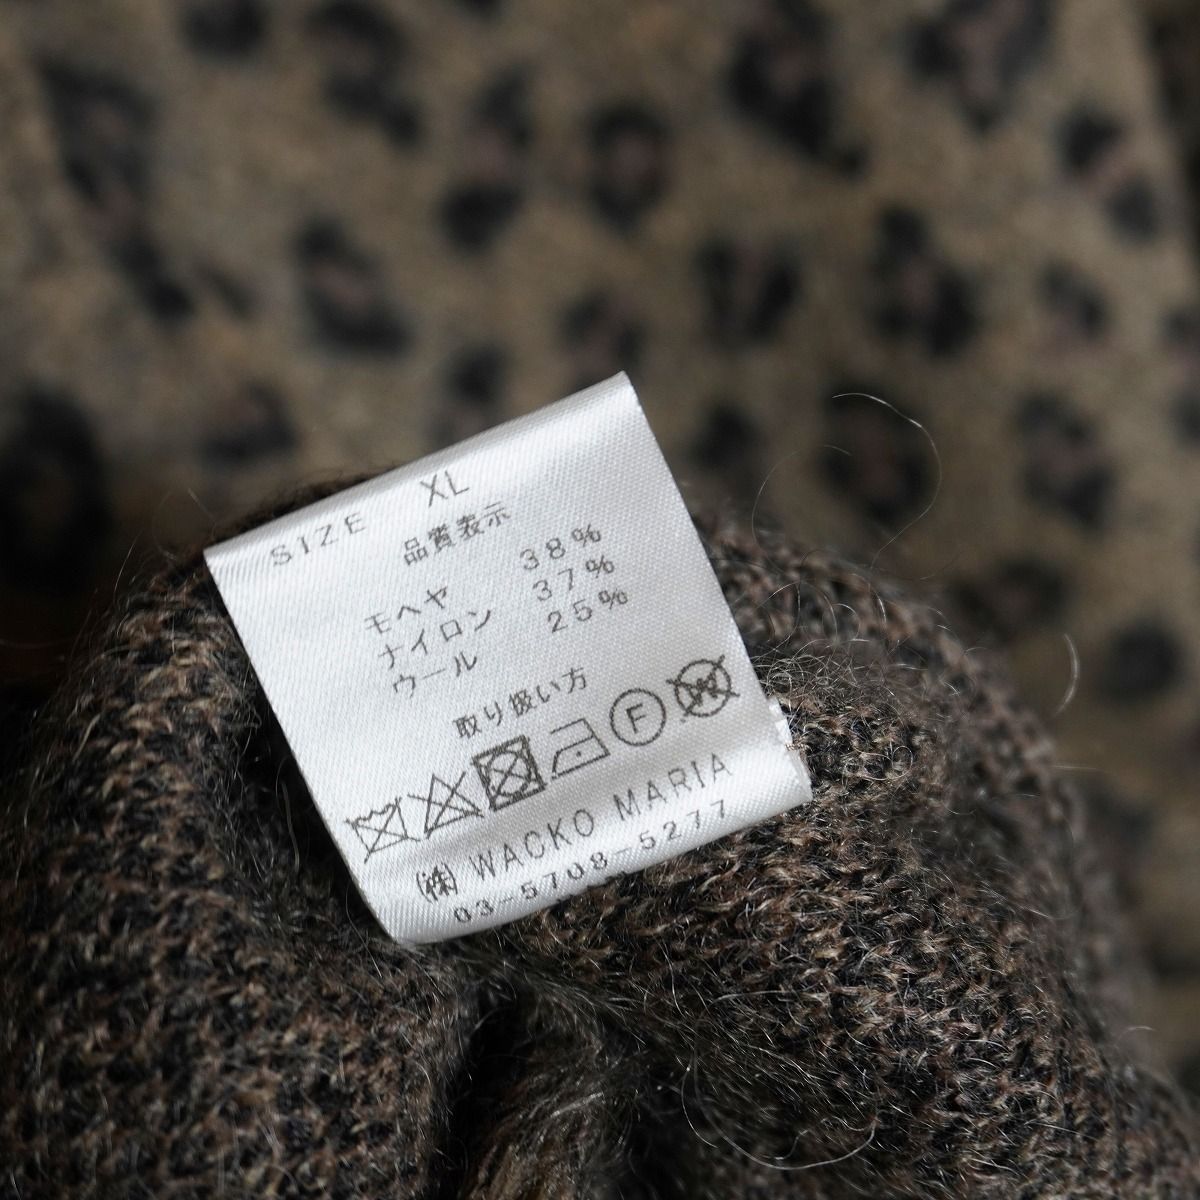 SIZE XL
品質表示
モヘヤ 38%
ナイロン 37%
ウール 25%
取り扱い方
F W
㈱ WACKO MARIA
03-5708-5277